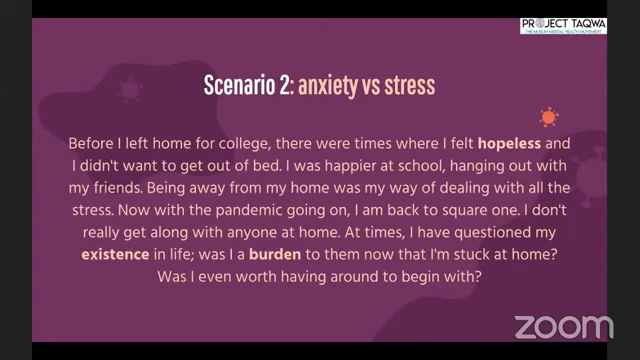 PROJECT TAQWA
THE MUSLIM MENTAL HEALTH MOVEMENT
Scenario 2: anxiety vs stress
Before I left home for college, there were times where I felt hopeless and
I didn't want to get out of bed. I was happier at school, hanging out with
my friends. Being away from my home was my way of dealing with all the
stress. Now with the pandemic going on, I am back to square one. I don't
really get along with anyone at home. At times, I have questioned my
existence in life; was I a burden to them now that I'm stuck at home?
Was I even worth having around to begin with?
zoom